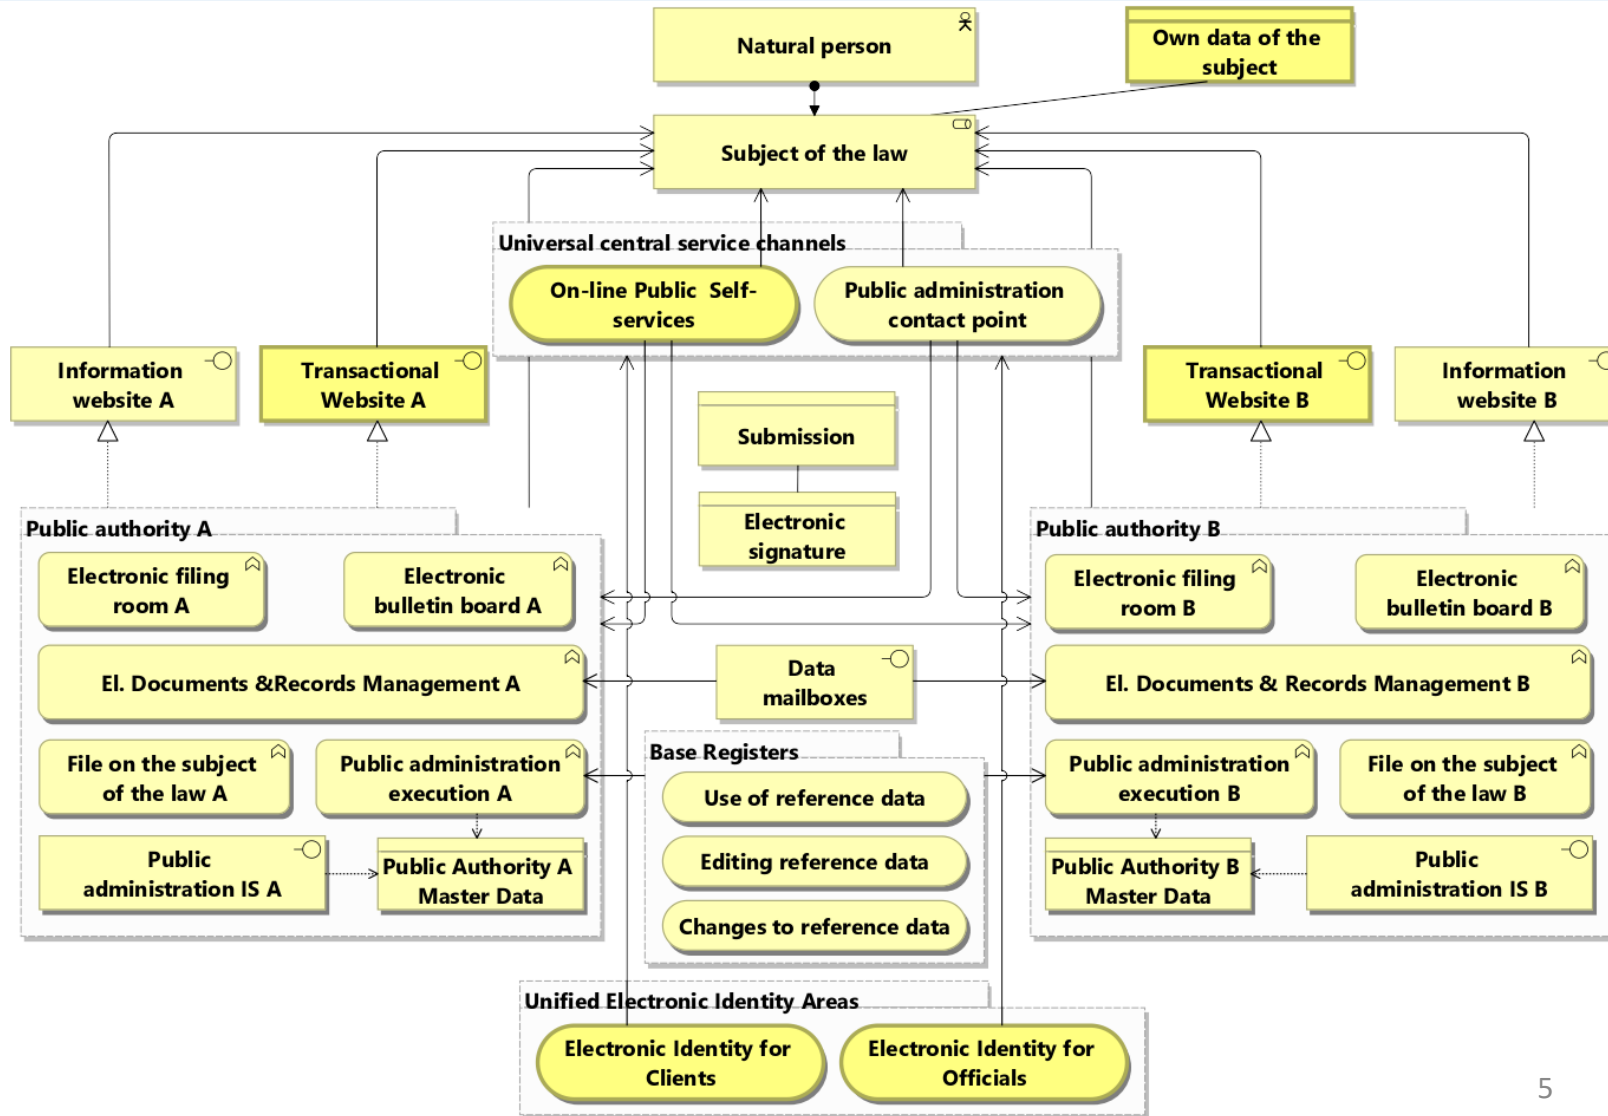 Natural person
Own data of the
subject
Subject of the law
Universal central service channels
On-line Public  Self-
services
Public administration
contact point
Information
website A
Transactional
Website A
Transactional
Website B
Information
website B
Submission
Electronic
signature
Public authority A
Electronic filing
room A
Electronic
bulletin board A
El. Documents &Records Management A
File on the subject
of the law A
Public administration
execution A
Public
administration IS A
Public Authority A
Master Data
Data
mailboxes
Base Registers
Use of reference data
Editing reference data
Changes to reference data
Public authority B
Electronic filing
room B
Electronic
bulletin board B
El. Documents & Records Management B
Public administration
execution B
File on the subject
of the law B
Public Authority B
Master Data
Public
administration IS B
Unified Electronic Identity Areas
Electronic Identity for
Clients
Electronic Identity for
Officials
5